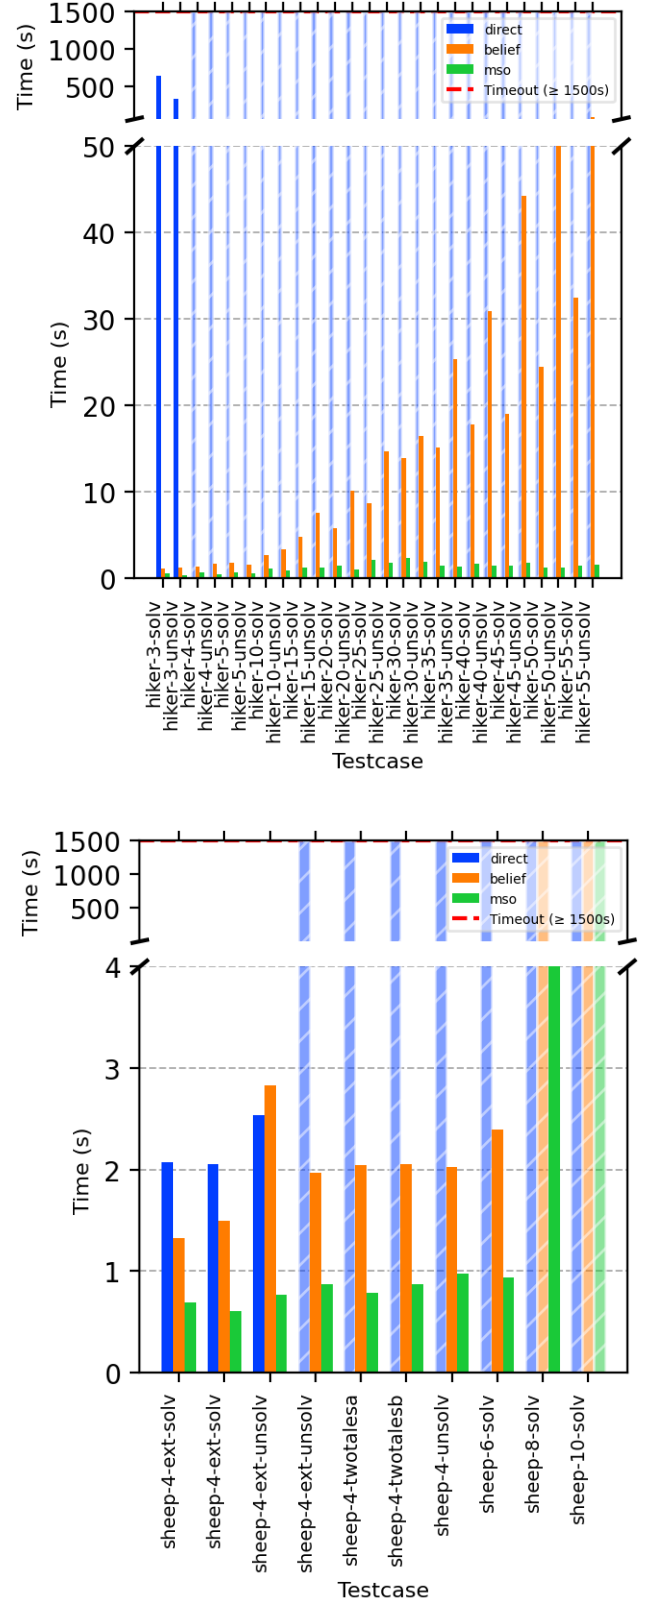 1500
1000
500
Time (s)
direct
belief
mso
Timeout (≥ 1500s)
50
40
30
20
10
0
Time (s)
hiker-3-solv
hiker-3-unsolv
hiker-4-solv
hiker-4-unsolv
hiker-5-solv
hiker-5-unsolv
hiker-10-solv
hiker-10-unsolv
hiker-15-solv
hiker-15-unsolv
hiker-20-solv
hiker-20-unsolv
hiker-25-solv
hiker-25-unsolv
hiker-30-solv
hiker-30-unsolv
hiker-35-solv
hiker-35-unsolv
hiker-40-solv
hiker-40-unsolv
hiker-45-solv
hiker-45-unsolv
hiker-50-solv
hiker-50-unsolv
hiker-55-solv
hiker-55-unsolv
Testcase
1500
1000
500
Time (s)
direct
belief
mso
Timeout (≥ 1500s)
4
3
2
1
0
Time (s)
sheep-4-ext-solv
sheep-4-ext-solv
sheep-4-ext-unsolv
sheep-4-ext-unsolv
sheep-4-twotalesa
sheep-4-twotalesb
sheep-4-unsolv
sheep-6-solv
sheep-8-solv
sheep-10-solv
Testcase